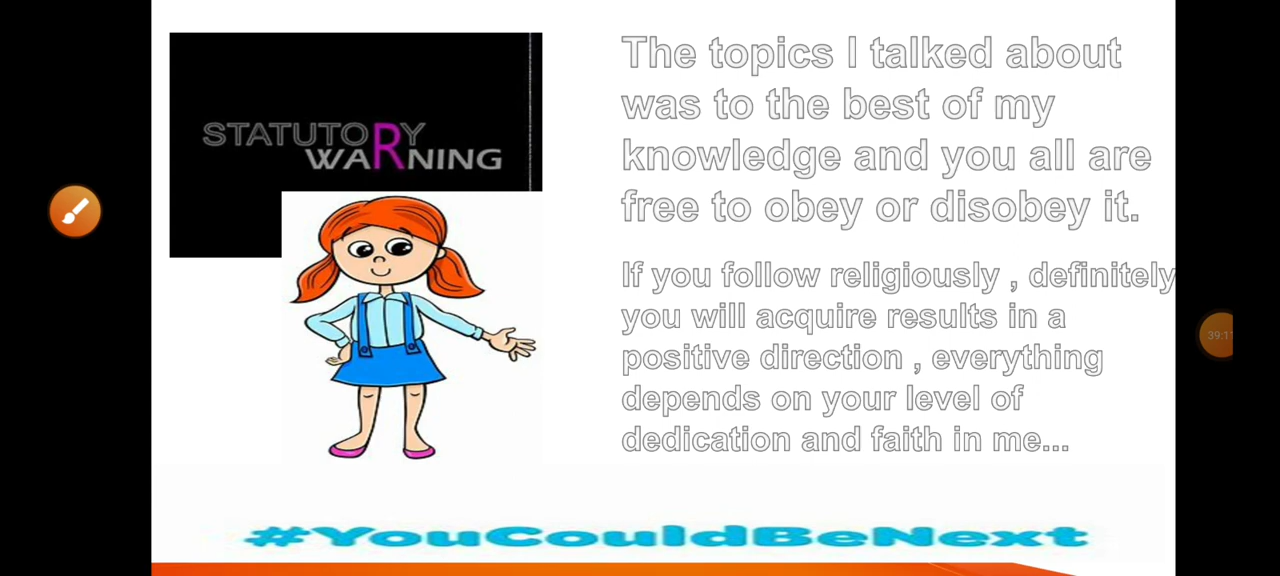 STATUTORY
WARNING
The topics I talked about
was to the best of my
knowledge and you all are
free to obey or disobey it.
If you follow religiously , definitely
you will acquire results in a
positive direction , everything
depends on your level of
dedication and faith in me...
#YouCouldBeNext